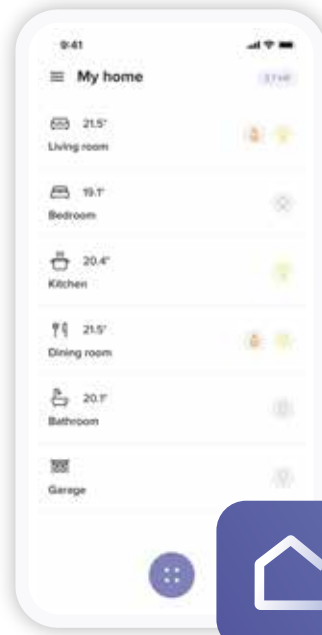 9:41
My home
21.5°
Living room
19.1°
Bedroom
20.4°
Kitchen
21.5°
Dining room
20.1°
Bathroom
Garage